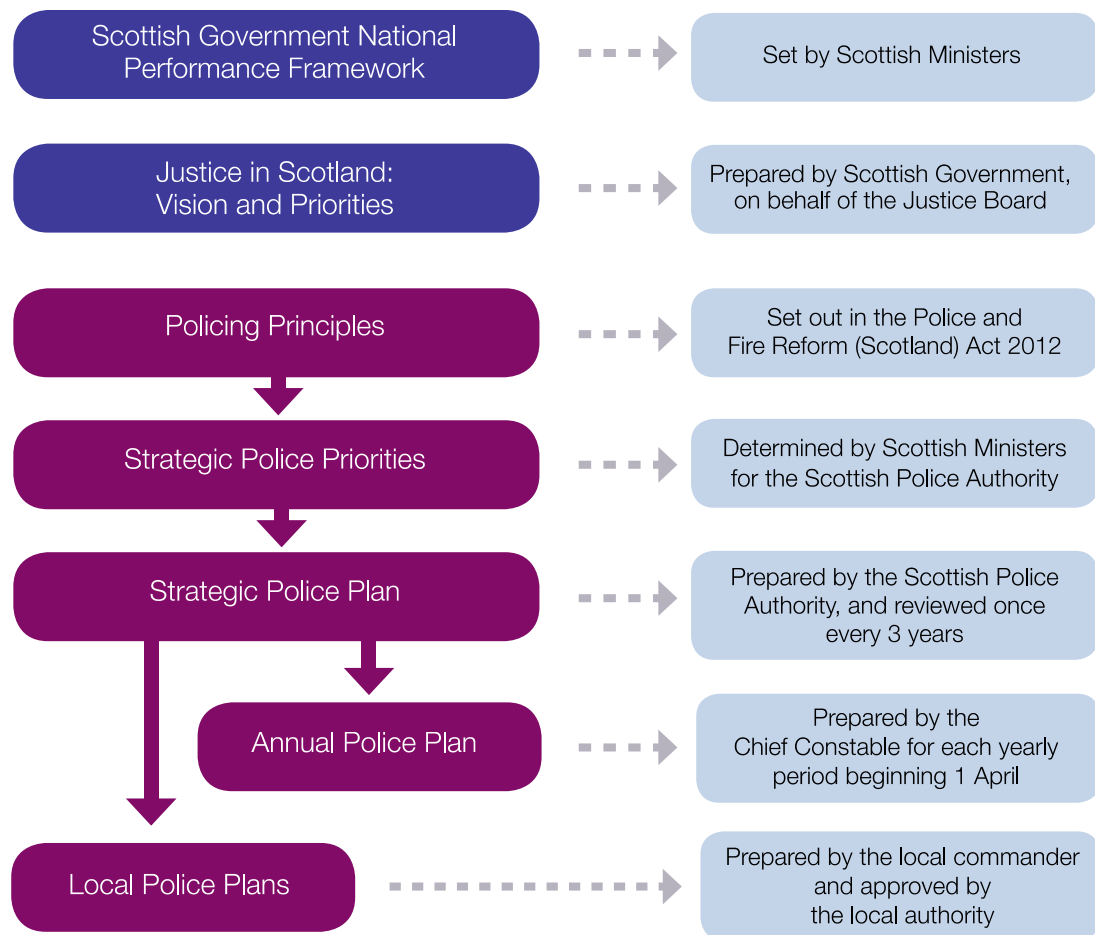 Scottish Government National
Performance Framework
Set by Scottish Ministers
Justice in Scotland:
Vision and Priorities
Prepared by Scottish Government,
on behalf of the Justice Board
Policing Principles
Set out in the Police and
Fire Reform (Scotland) Act 2012
Strategic Police Priorities
Determined by Scottish Ministers
for the Scottish Police Authority
Strategic Police Plan
Prepared by the Scottish Police
Authority, and reviewed once
every 3 years
Annual Police Plan
Prepared by the
Chief Constable for each yearly
period beginning 1 April
Local Police Plans
Prepared by the local commander
and approved by
the local authority